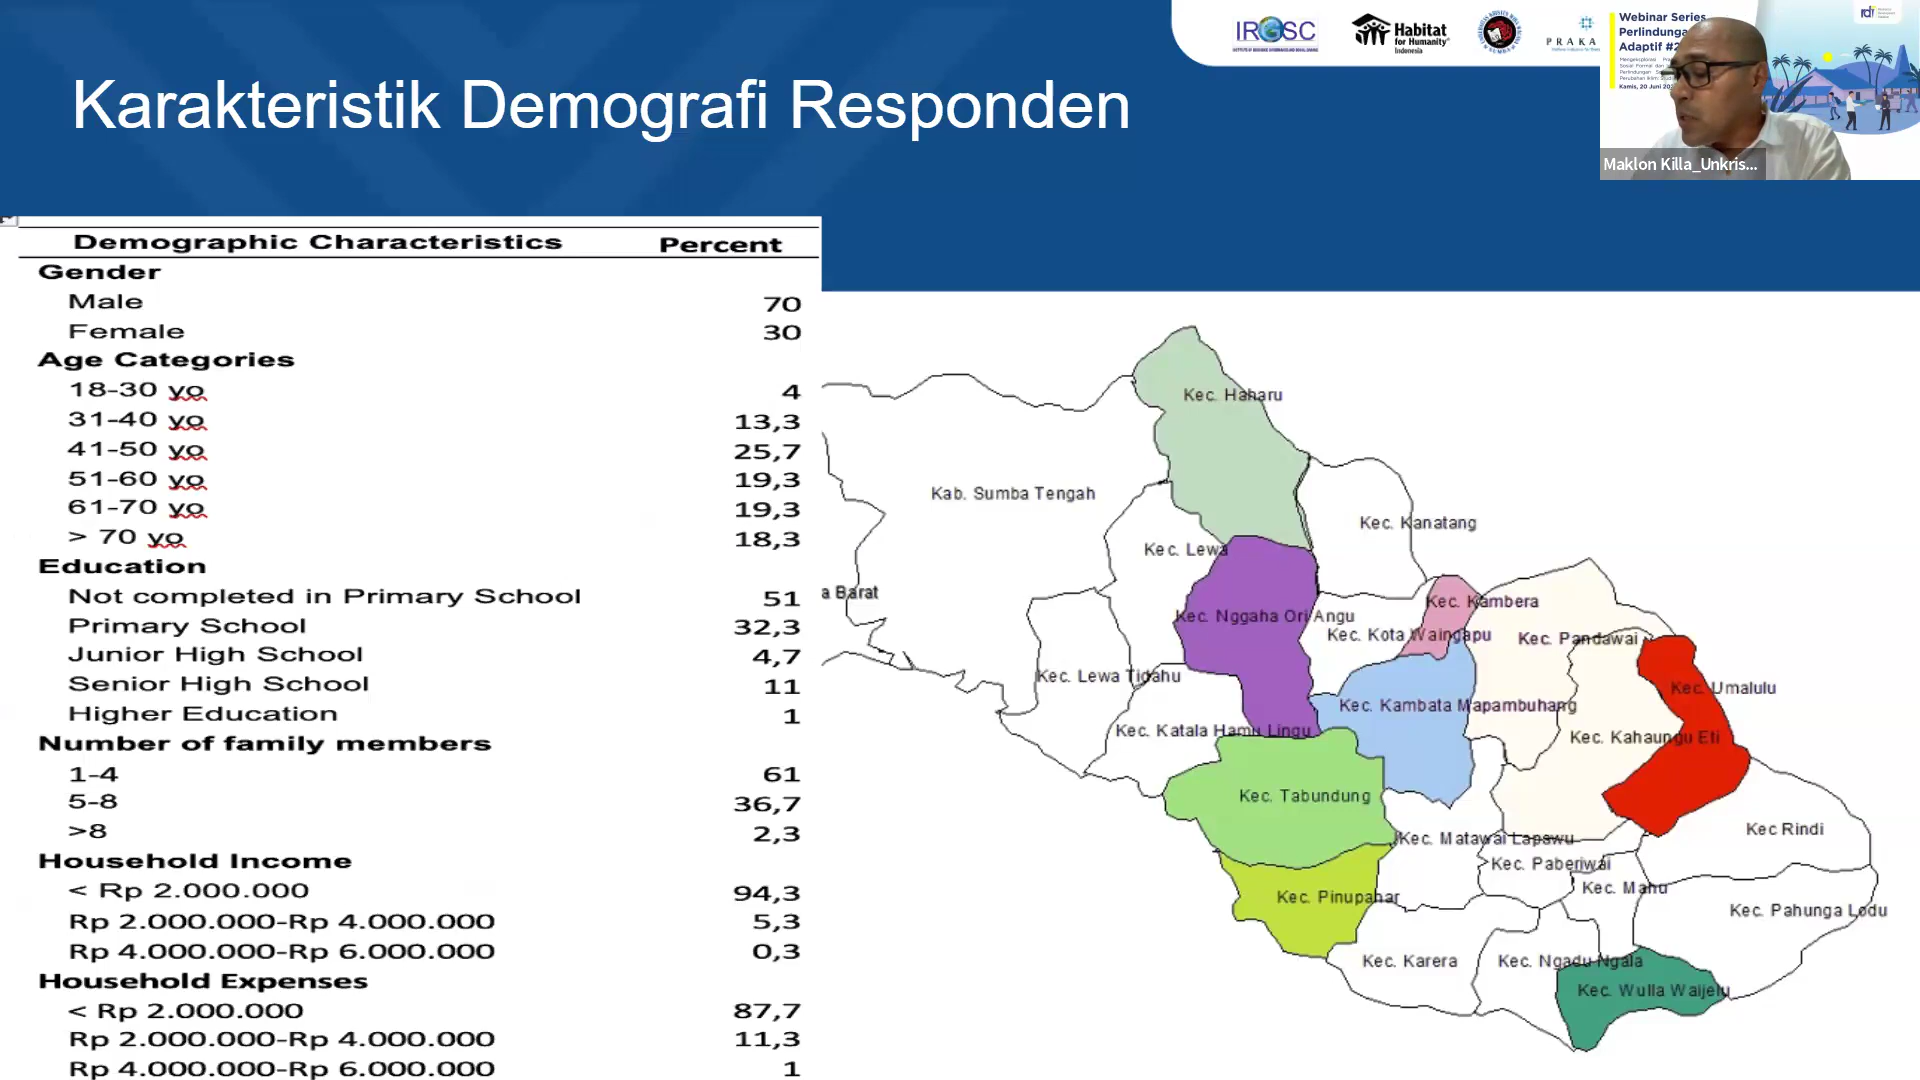 Karakteristik Demografi Responden
IRGSC
Habitat
for Humanity
Indonesia
PRAKA
Webinar Series
Perlindunga
Adaptif #2
Kamis, 20 Juni 20
rdi
Maklon Killa_Unkris...
Demographic Characteristics Percent
Gender
Male 70
Female 30
Age Categories
18-30 yo 4
31-40 yo 13,3
41-50 yo 25,7
51-60 yo 19,3
61-70 yo 19,3
> 70 yo 18,3
Education
Not completed in Primary School 51
Primary School 32,3
Junior High School 4,7
Senior High School 11
Higher Education 1
Number of family members
1-4 61
5-8 36,7
>8 2,3
Household Income
< Rp 2.000.000 94,3
Rp 2.000.000-Rp 4.000.000 5,3
Rp 4.000.000-Rp 6.000.000 0,3
Household Expenses
< Rp 2.000.000 87,7
Rp 2.000.000-Rp 4.000.000 11,3
Rp 4.000.000-Rp 6.000.000 1
Kec. Haharu
Kab. Sumba Tengah
Kec. Kanatang
Kec. Lewa
a Barat
Kec. Kambera
Kec. Nggaha Ori Angu
Kec. Kota Waingapu
Kec. Pandawai
Kec. Lewa Tidahu
Kec. Umalulu
Kec. Kambata Mapambuhang
Kec. Katala Hamu Lingu
Kec. Kahaungu Eti
Kec. Tabundung
Kec Rindi
Kec. Matawai Lapawu
Kec. Paberiwai
Kec. Mahu
Kec. Pinupahar
Kec. Pahunga Lodu
Kec. Karera
Kec. Ngadu Ngala
Kec. Wulla Waijelu